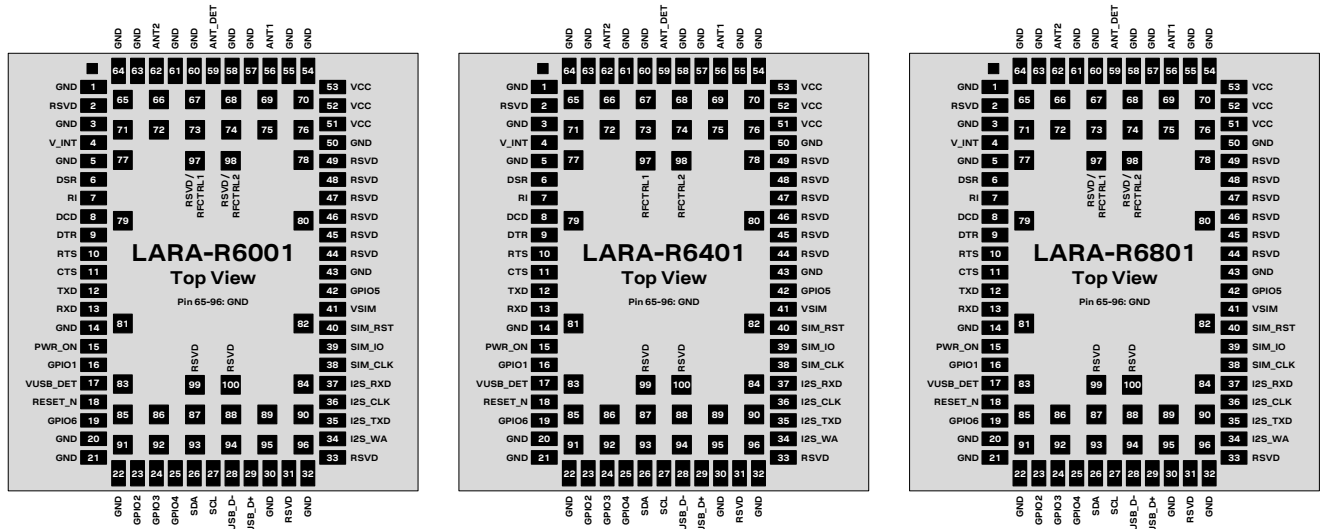 GND GND ANT2 GND GND ANT_DET GND GND ANT1 GND GND
64 63 62 61 60 59 58 57 56 55 54
GND 1 53 VCC
65 66 67 68 69 70
RSVD 2 52 VCC
GND 3 51 VCC
71 72 73 74 75 76
V_INT 4 50 GND
GND 5 77 97 98 78 49 RSVD
RSVD / RFCTRL1
RSVD / RFCTRL2
DSR 6 48 RSVD
RI 7 47 RSVD
DCD 8 79 80 46 RSVD
DTR 9 45 RSVD
RTS 10 44 RSVD
LARA-R6001
CTS 11 43 GND
Top View
TXD 12 42 GPIO5
Pin 65-96: GND
RXD 13 41 VSIM
GND 14 81 82 40 SIM_RST
PWR_ON 15 39 SIM_IO
RSVD RSVD
GPIO1 16 38 SIM_CLK
VUSB_DET 17 83 99 100 84 37 I2S_RXD
RESET_N 18 36 I2S_CLK
85 86 87 88 89 90
GPIO6 19 35 I2S_TXD
GND 20 34 I2S_WA
91 92 93 94 95 96
GND 21 33 RSVD
22 23 24 25 26 27 28 29 30 31 32
GND GPIO2 GPIO3 GPIO4 SDA SCL USB_D- USB_D+ GND RSVD GND
GND GND ANT2 GND GND ANT_DET GND GND ANT1 GND GND
64 63 62 61 60 59 58 57 56 55 54
GND 1 53 VCC
65 66 67 68 69 70
RSVD 2 52 VCC
GND 3 51 VCC
71 72 73 74 75 76
V_INT 4 50 GND
GND 5 77 97 98 78 49 RSVD
RFCTRL1
RFCTRL2
DSR 6 48 RSVD
RI 7 47 RSVD
DCD 8 79 80 46 RSVD
DTR 9 45 RSVD
RTS 10 44 RSVD
LARA-R6401
CTS 11 43 GND
Top View
TXD 12 42 GPIO5
Pin 65-96: GND
RXD 13 41 VSIM
GND 14 81 82 40 SIM_RST
PWR_ON 15 39 SIM_IO
RSVD RSVD
GPIO1 16 38 SIM_CLK
VUSB_DET 17 83 99 100 84 37 I2S_RXD
RESET_N 18 36 I2S_CLK
85 86 87 88 89 90
GPIO6 19 35 I2S_TXD
GND 20 34 I2S_WA
91 92 93 94 95 96
GND 21 33 RSVD
22 23 24 25 26 27 28 29 30 31 32
GND GPIO2 GPIO3 GPIO4 SDA SCL USB_D- USB_D+ GND RSVD GND
GND GND ANT2 GND GND ANT_DET GND GND ANT1 GND GND
64 63 62 61 60 59 58 57 56 55 54
GND 1 53 VCC
65 66 67 68 69 70
RSVD 2 52 VCC
GND 3 51 VCC
71 72 73 74 75 76
V_INT 4 50 GND
GND 5 77 97 98 78 49 RSVD
RSVD / RFCTRL1
RSVD / RFCTRL2
DSR 6 48 RSVD
RI 7 47 RSVD
DCD 8 79 80 46 RSVD
DTR 9 45 RSVD
RTS 10 44 RSVD
LARA-R6801
CTS 11 43 GND
Top View
TXD 12 42 GPIO5
Pin 65-96: GND
RXD 13 41 VSIM
GND 14 81 82 40 SIM_RST
PWR_ON 15 39 SIM_IO
RSVD RSVD
GPIO1 16 38 SIM_CLK
VUSB_DET 17 83 99 100 84 37 I2S_RXD
RESET_N 18 36 I2S_CLK
85 86 87 88 89 90
GPIO6 19 35 I2S_TXD
GND 20 34 I2S_WA
91 92 93 94 95 96
GND 21 33 RSVD
22 23 24 25 26 27 28 29 30 31 32
GND GPIO2 GPIO3 GPIO4 SDA SCL USB_D- USB_D+ GND RSVD GND